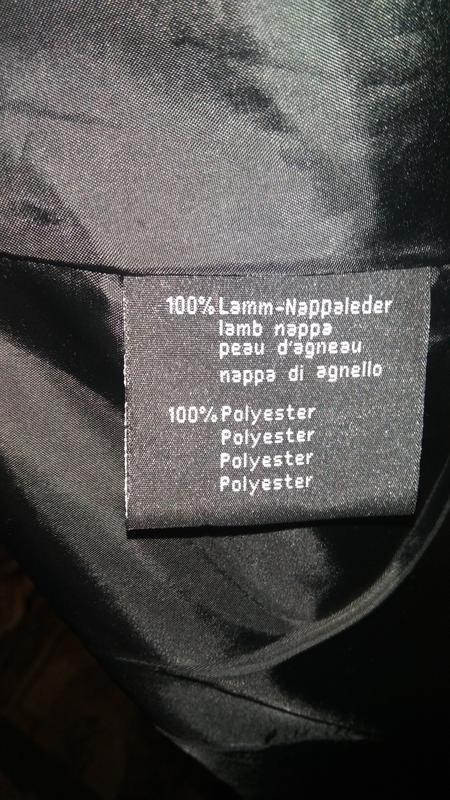 100% Lamm-Nappaleder
lamb nappa
peau d'agneau
nappa di agnello
100% Polyester
Polyester
Polyester
Polyester